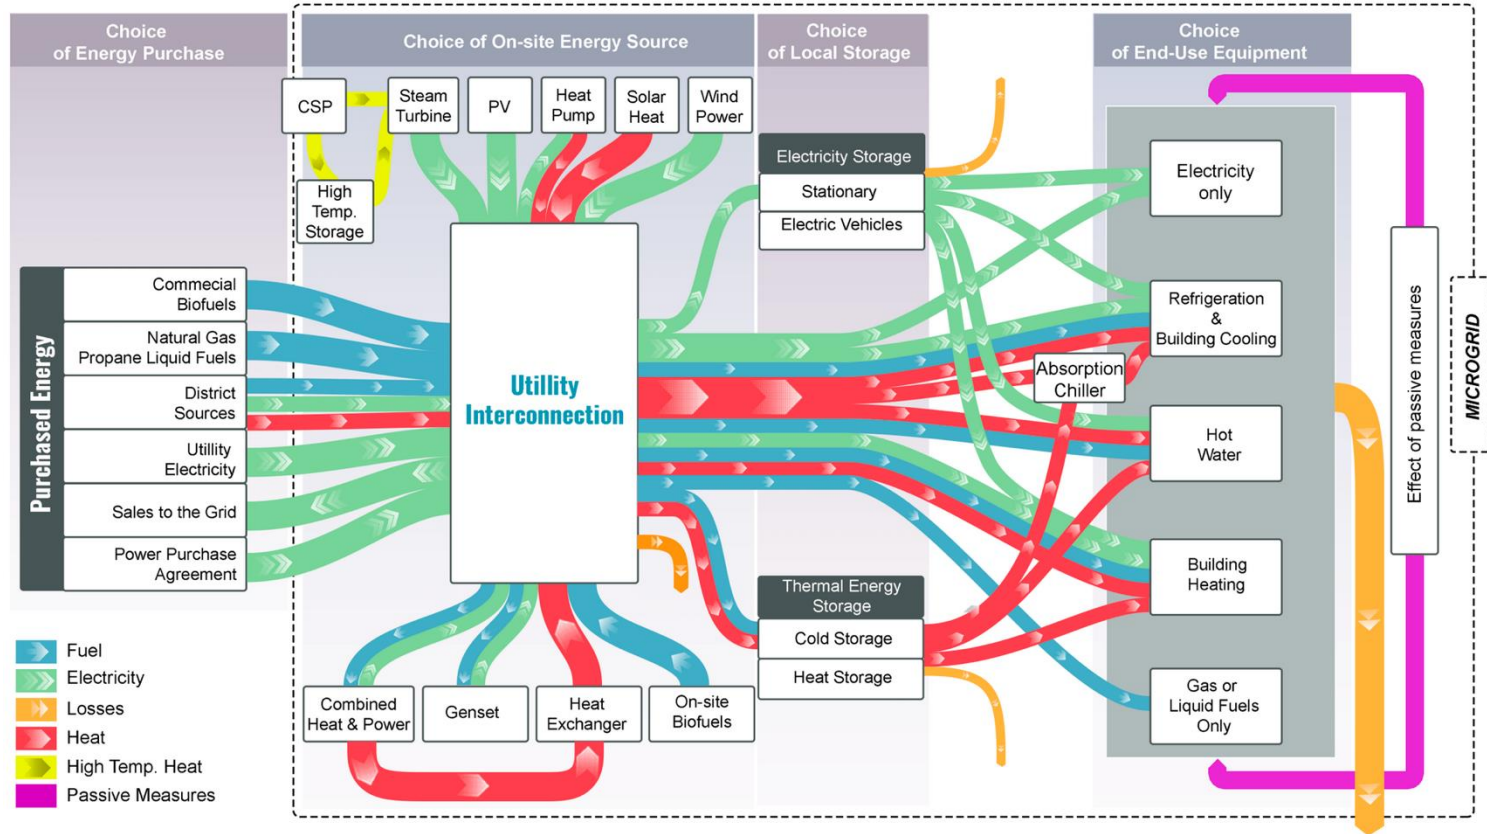 Choice
of Energy Purchase
Choice of On-site Energy Source
Choice
of Local Storage
Choice
of End-Use Equipment
CSP
Steam
Turbine
PV
Heat
Pump
Solar
Heat
Wind
Power
High
Temp.
Storage
Electricity Storage
Stationary
Electric Vehicles
Electricity
only
Purchased Energy
Commecial
Biofuels
Natural Gas
Propane Liquid Fuels
District
Sources
Utility
Electricity
Sales to the Grid
Power Purchase
Agreement
Utillity
Interconnection
Refrigeration
&
Building Cooling
Absorption
Chiller
Hot
Water
Building
Heating
Gas or
Liquid Fuels
Only
Effect of passive measures
MICROGRID
Thermal Energy
Storage
Cold Storage
Heat Storage
Combined
Heat & Power
Genset
Heat
Exchanger
On-site
Biofuels
Fuel
Electricity
Losses
Heat
High Temp. Heat
Passive Measures